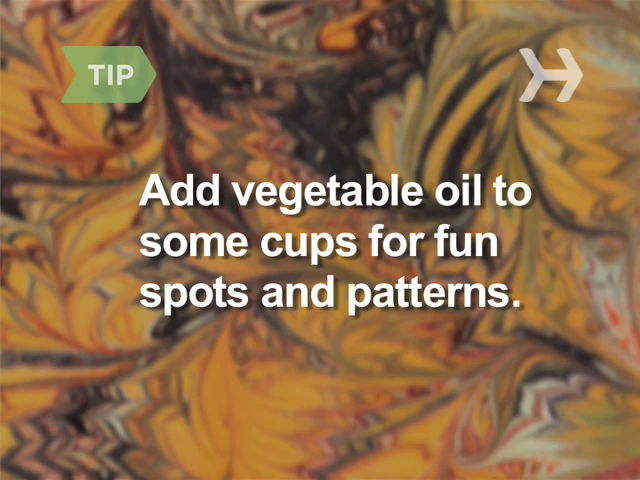 TIP
Add vegetable oil to
some cups for fun
spots and patterns.